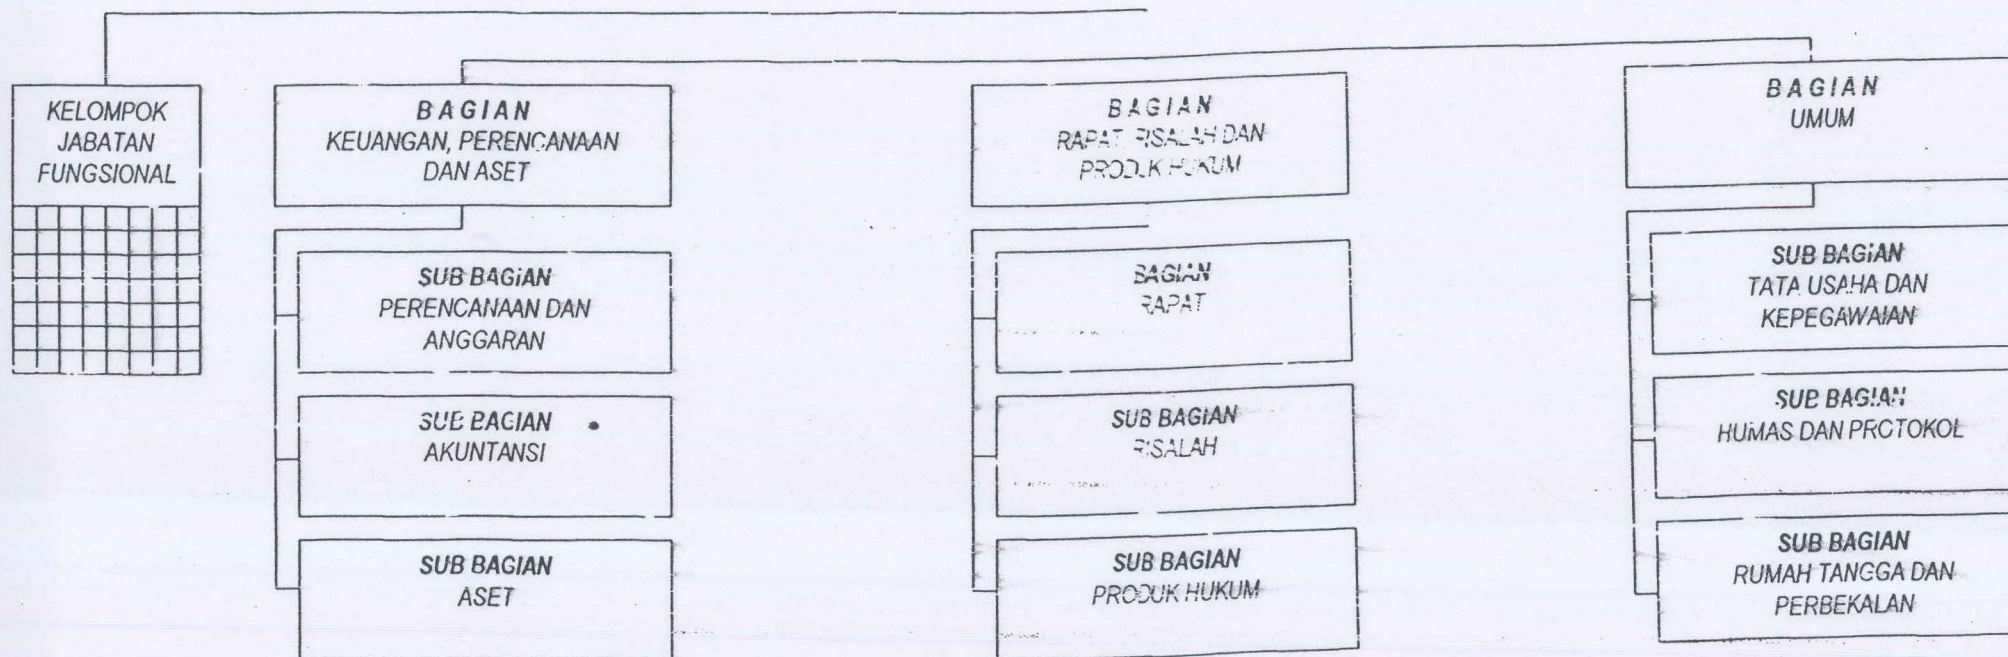 KELOMPOK
JABATAN
FUNGSIONAL
BAGIAN
KEUANGAN, PERENCANAAN
DAN ASET
SUB BAGIAN
PERENCANAAN DAN
ANGGARAN
SUB BAGIAN
AKUNTANSI
SUB BAGIAN
ASET
BAGIAN
RAPAT, RISALAH DAN
PRODUK HUKUM
BAGIAN
RAPAT
SUB BAGIAN
RISALAH
SUB BAGIAN
PRODUK HUKUM
BAGIAN
UMUM
SUB BAGIAN
TATA USAHA DAN
KEPEGAWAIAN
SUB BAGIAN
HUMAS DAN PROTOKOL
SUB BAGIAN
RUMAH TANGGA DAN
PERBEKALAN